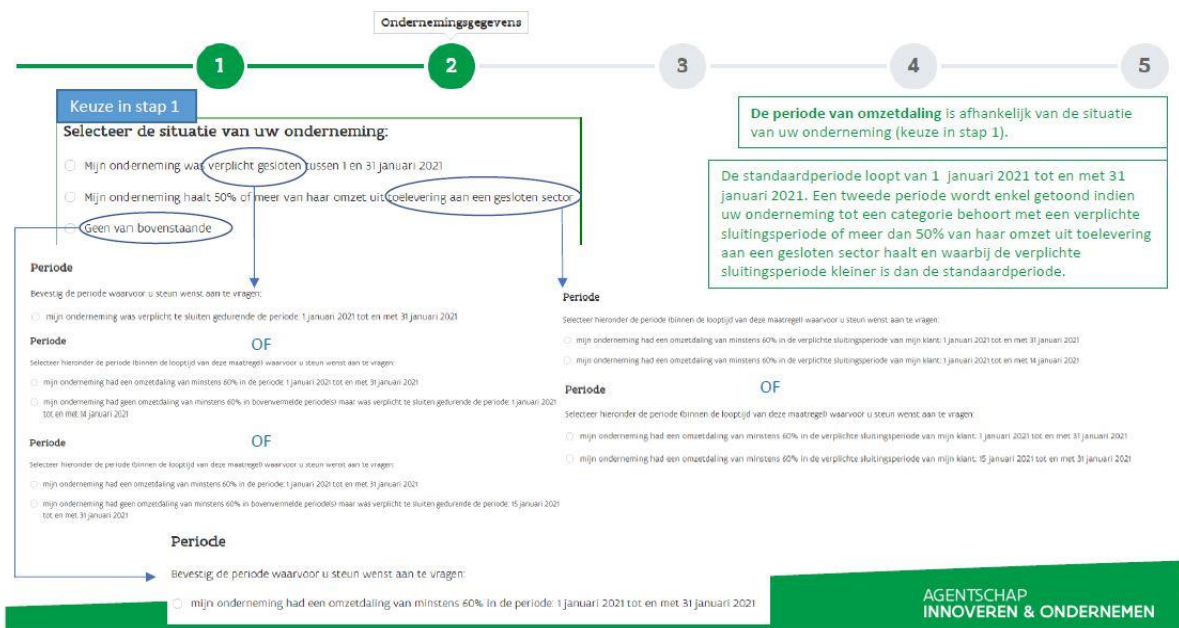 Ondernemingsgegevens
1
2
3
4
5
Keuze in stap 1
Selecteer de situatie van uw onderneming:
Mijn onderneming was verplicht gesloten tussen 1 en 31 januari 2021
Mijn onderneming haalt 50% of meer van haar omzet uit toelevering aan een gesloten sector
Geen van bovenstaande
De periode van omzetdaling is afhankelijk van de situatie
van uw onderneming (keuze in stap 1).
De standaardperiode loopt van 1 januari 2021 tot en met 31
januari 2021. Een tweede periode wordt enkel getoond indien
uw onderneming tot een categorie behoort met een verplichte
sluitingsperiode of meer dan 50% van haar omzet uit toelevering
aan een gesloten sector haalt en waarbij de verplichte
sluitingsperiode kleiner is dan de standaardperiode.
Periode
Bevestig de periode waarvoor u steun wenst aan te vragen:
mijn onderneming was verplicht te sluiten gedurende de periode: 1 januari 2021 tot en met 31 januari 2021
OF
Periode
Selecteer hieronder de periode (binnen de looptijd van deze maatregel) waarvoor u steun wenst aan te vragen:
mijn onderneming had een omzetdaling van minstens 60% in de periode: 1 januari 2021 tot en met 31 januari 2021
mijn onderneming had geen omzetdaling van minstens 60% in bovenvermelde periode(s) maar was verplicht te sluiten gedurende de periode: 1 januari 2021
tot en met 14 januari 2021
OF
Periode
Selecteer hieronder de periode (binnen de looptijd van deze maatregel) waarvoor u steun wenst aan te vragen:
mijn onderneming had een omzetdaling van minstens 60% in de periode: 1 januari 2021 tot en met 31 januari 2021
mijn onderneming had geen omzetdaling van minstens 60% in bovenvermelde periode(s) maar was verplicht te sluiten gedurende de periode: 15 januari 2021
tot en met 31 januari 2021
Periode
Selecteer hieronder de periode (binnen de looptijd van deze maatregel) waarvoor u steun wenst aan te vragen:
mijn onderneming had een omzetdaling van minstens 60% in de verplichte sluitingsperiode van mijn klant: 1 januari 2021 tot en met 31 januari 2021
mijn onderneming had een omzetdaling van minstens 60% in de verplichte sluitingsperiode van mijn klant: 1 januari 2021 tot en met 14 januari 2021
OF
Periode
Selecteer hieronder de periode (binnen de looptijd van deze maatregel) waarvoor u steun wenst aan te vragen:
mijn onderneming had een omzetdaling van minstens 60% in de verplichte sluitingsperiode van mijn klant: 1 januari 2021 tot en met 31 januari 2021
mijn onderneming had een omzetdaling van minstens 60% in de verplichte sluitingsperiode van mijn klant: 15 januari 2021 tot en met 31 januari 2021
Periode
Bevestig de periode waarvoor u steun wenst aan te vragen:
mijn onderneming had een omzetdaling van minstens 60% in de periode: 1 januari 2021 tot en met 31 januari 2021
AGENTSCHAP
INNOVEREN & ONDERNEMEN